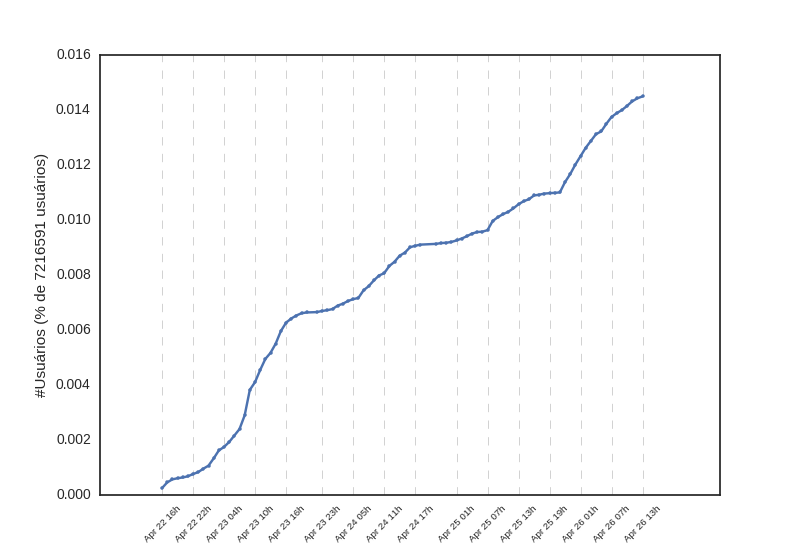 0.016
0.014
0.012
0.010
0.008
0.006
0.004
0.002
0.000
#Usuários (% de 7216591 usuários)
Apr 22 16h
Apr 22 22h
Apr 23 04h
Apr 23 10h
Apr 23 16h
Apr 23 23h
Apr 24 05h
Apr 24 11h
Apr 24 17h
Apr 25 01h
Apr 25 07h
Apr 25 13h
Apr 25 19h
Apr 26 01h
Apr 26 07h
Apr 26 13h